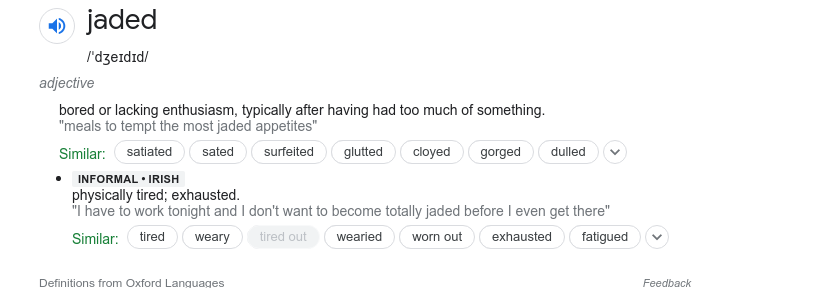 jaded
/ˈdʒeɪdɪd/
adjective
bored or lacking enthusiasm, typically after having had too much of something.
"meals to tempt the most jaded appetites"
Similar: satiated sated surfeited glutted cloyed gorged dulled
INFORMAL • IRISH
physically tired; exhausted.
"I have to work tonight and I don't want to become totally jaded before I even get there"
Similar: tired weary tired out wearied worn out exhausted fatigued
Definitions from Oxford Languages Feedback